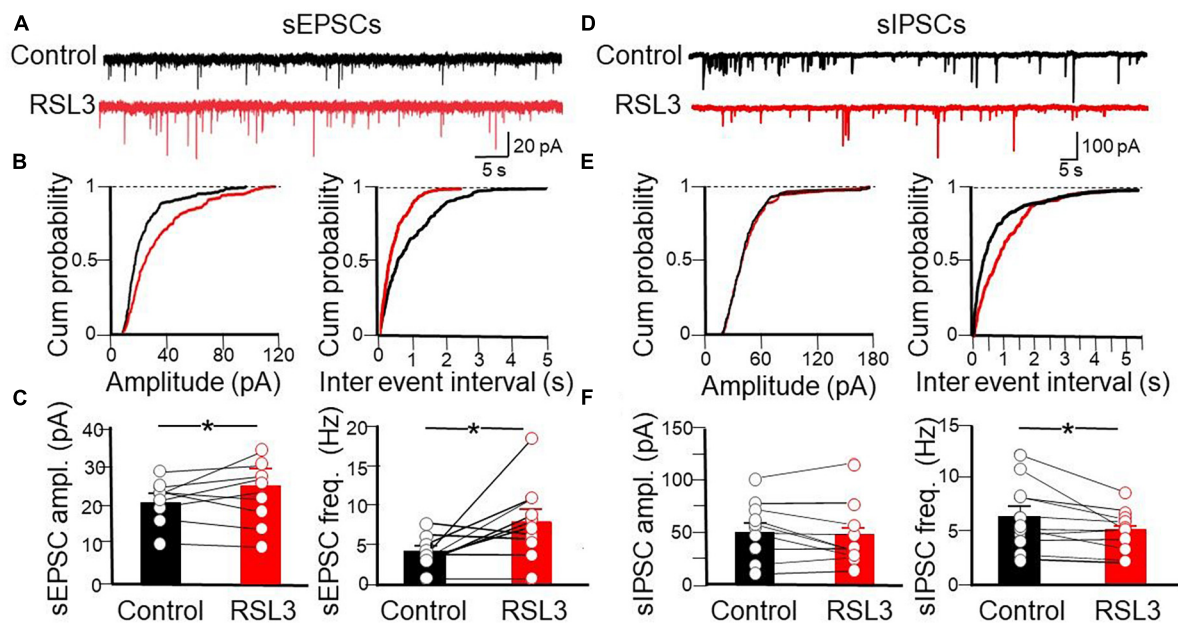 A
sEPSCs
Control
RSL3
20 pA
5 s
B
Cum probability
1
0.5
0
0 40 80 120
Amplitude (pA)
Cum probability
1
0.5
0
0 1 2 3 4 5
Inter event interval (s)
C
sEPSC ampl. (pA)
40
30
20
10
0
*
Control RSL3
sEPSC freq. (Hz)
20
15
10
5
0
*
Control RSL3
D
sIPSCs
Control
RSL3
100 pA
5 s
E
Cum probability
1
0.5
0
0 60 120 180
Amplitude (pA)
Cum probability
1
0.5
0
0 1 2 3 4 5
Inter event interval (s)
F
sIPSC ampl. (pA)
150
100
50
0
Control RSL3
sIPSC freq. (Hz)
15
10
5
0
*
Control RSL3